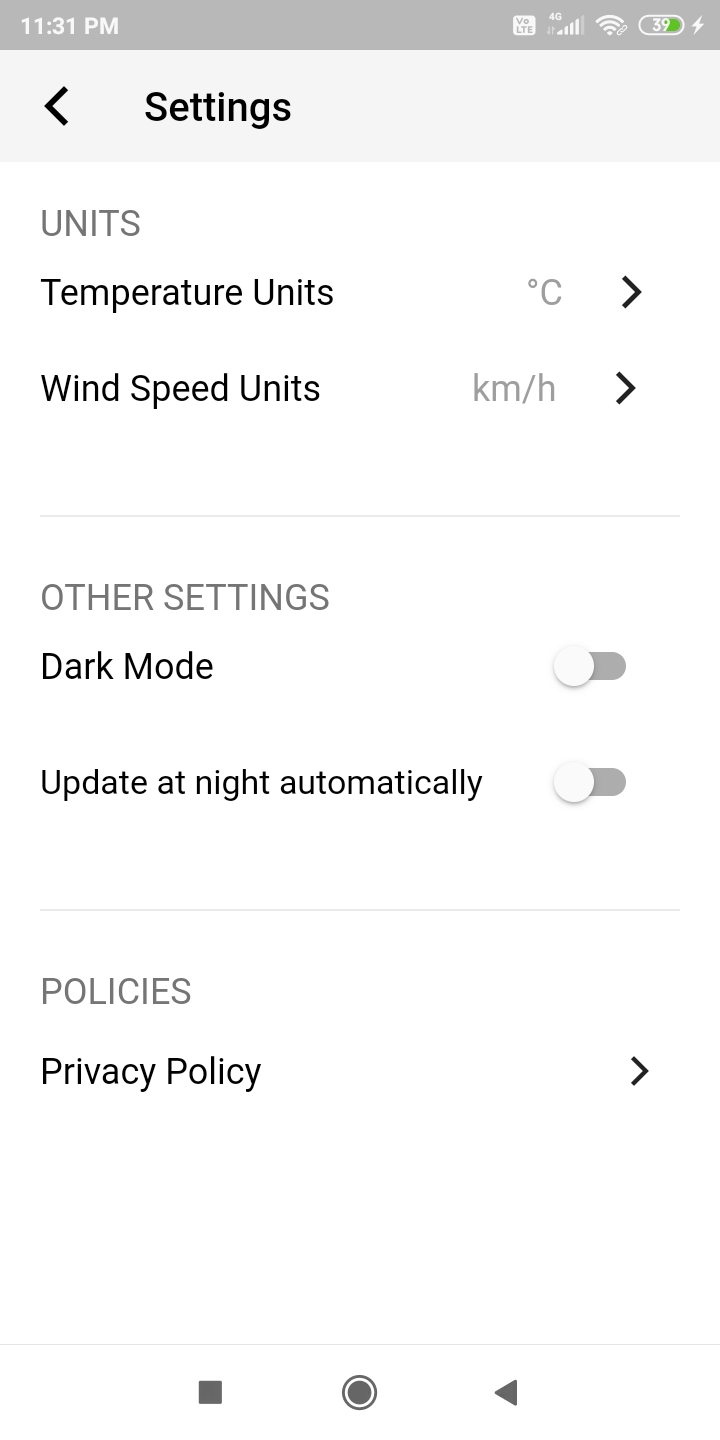 11:31 PM Vo LTE 4G 39
Settings
UNITS
Temperature Units °C
Wind Speed Units km/h
OTHER SETTINGS
Dark Mode
Update at night automatically
POLICIES
Privacy Policy